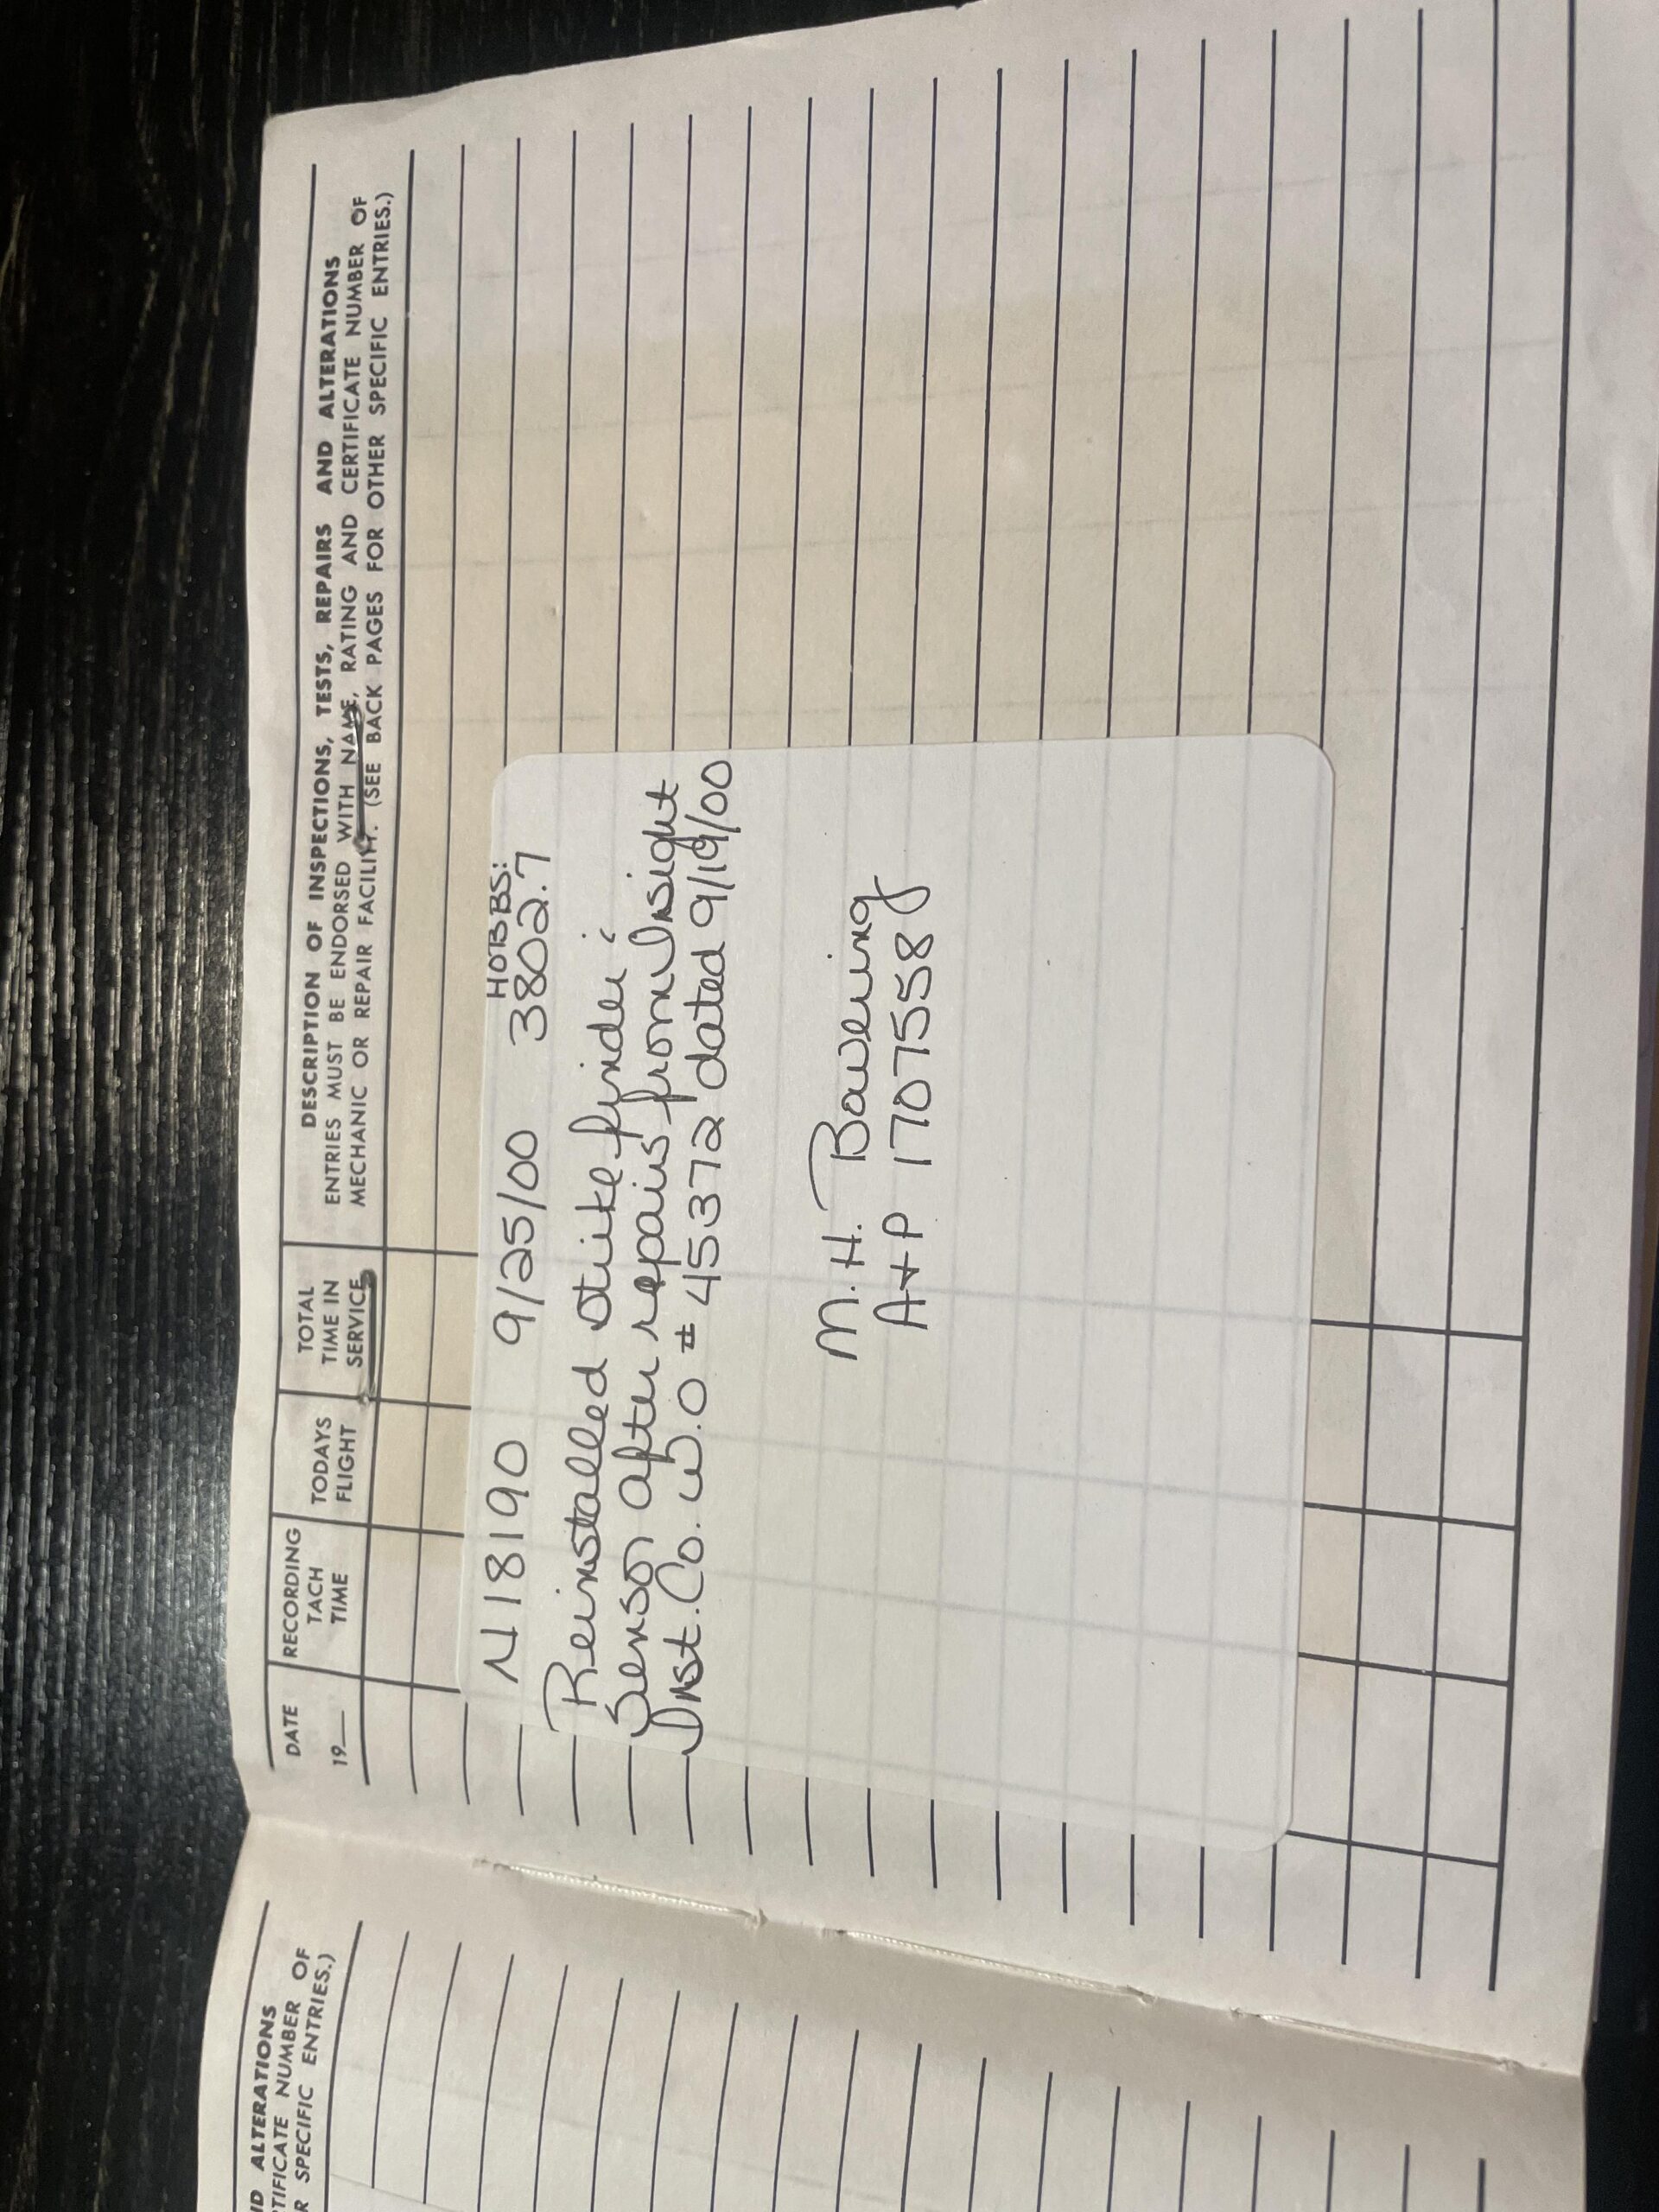 ND ALTERATIONS
TIFICATE NUMBER OF
R SPECIFIC ENTRIES.)
DATE
19__
RECORDING
TACH
TIME
TODAYS
FLIGHT
TOTAL
TIME IN
SERVICE
DESCRIPTION OF INSPECTIONS, TESTS, REPAIRS AND ALTERATIONS
ENTRIES MUST BE ENDORSED WITH NAME, RATING AND CERTIFICATE NUMBER OF
MECHANIC OR REPAIR FACILITY. (SEE BACK PAGES FOR OTHER SPECIFIC ENTRIES.)
HOBBS:
N18190 9/25/00 3802.7
Reinstalled strikefinder
Sensor after repairs from Insight
Inst. Co. W.O # 45372 dated 9/19/00
M. H. Bowering
A+P 1707558